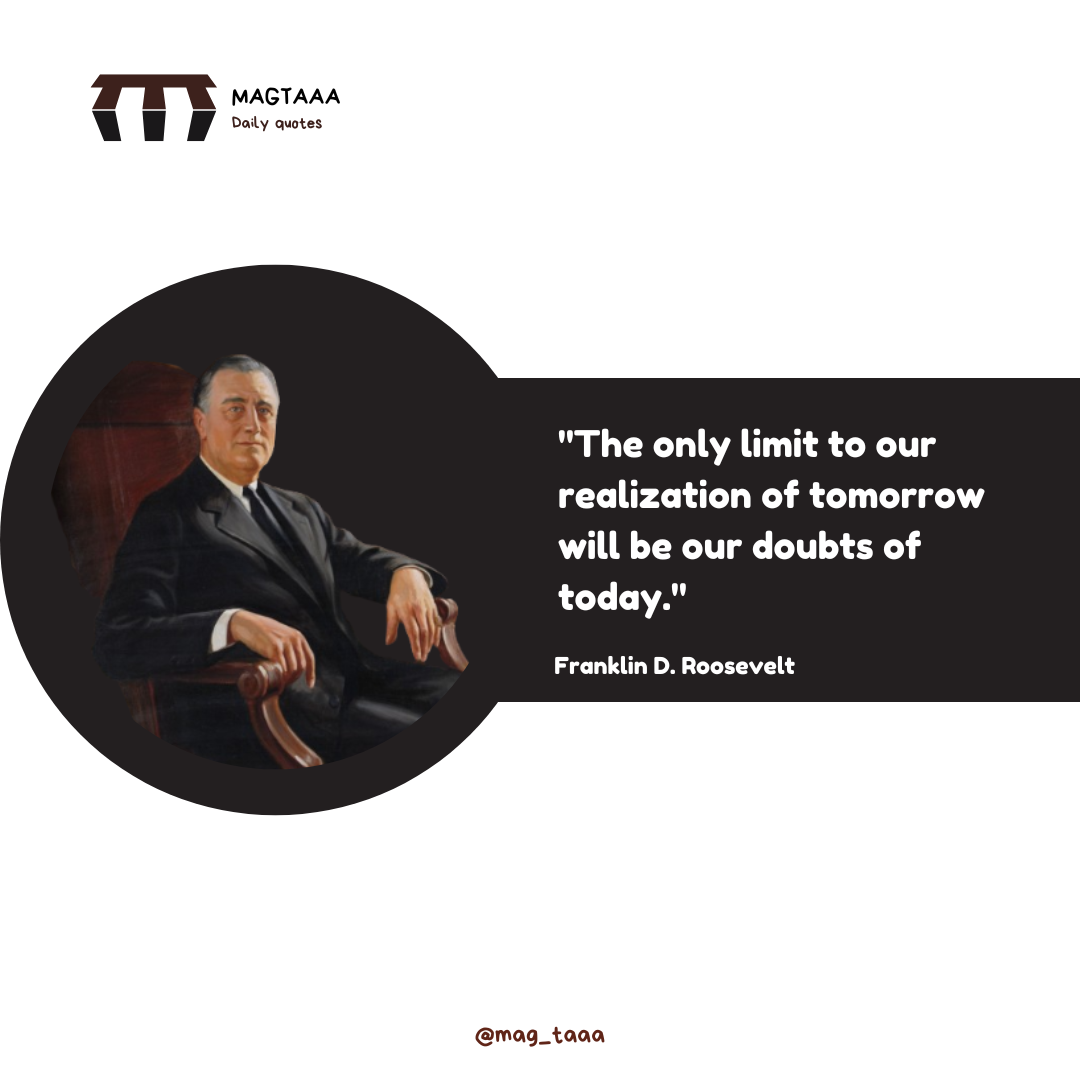 MAGTAAA
Daily quotes
"The only limit to our
realization of tomorrow
will be our doubts of
today."
Franklin D. Roosevelt
@mag_taaa